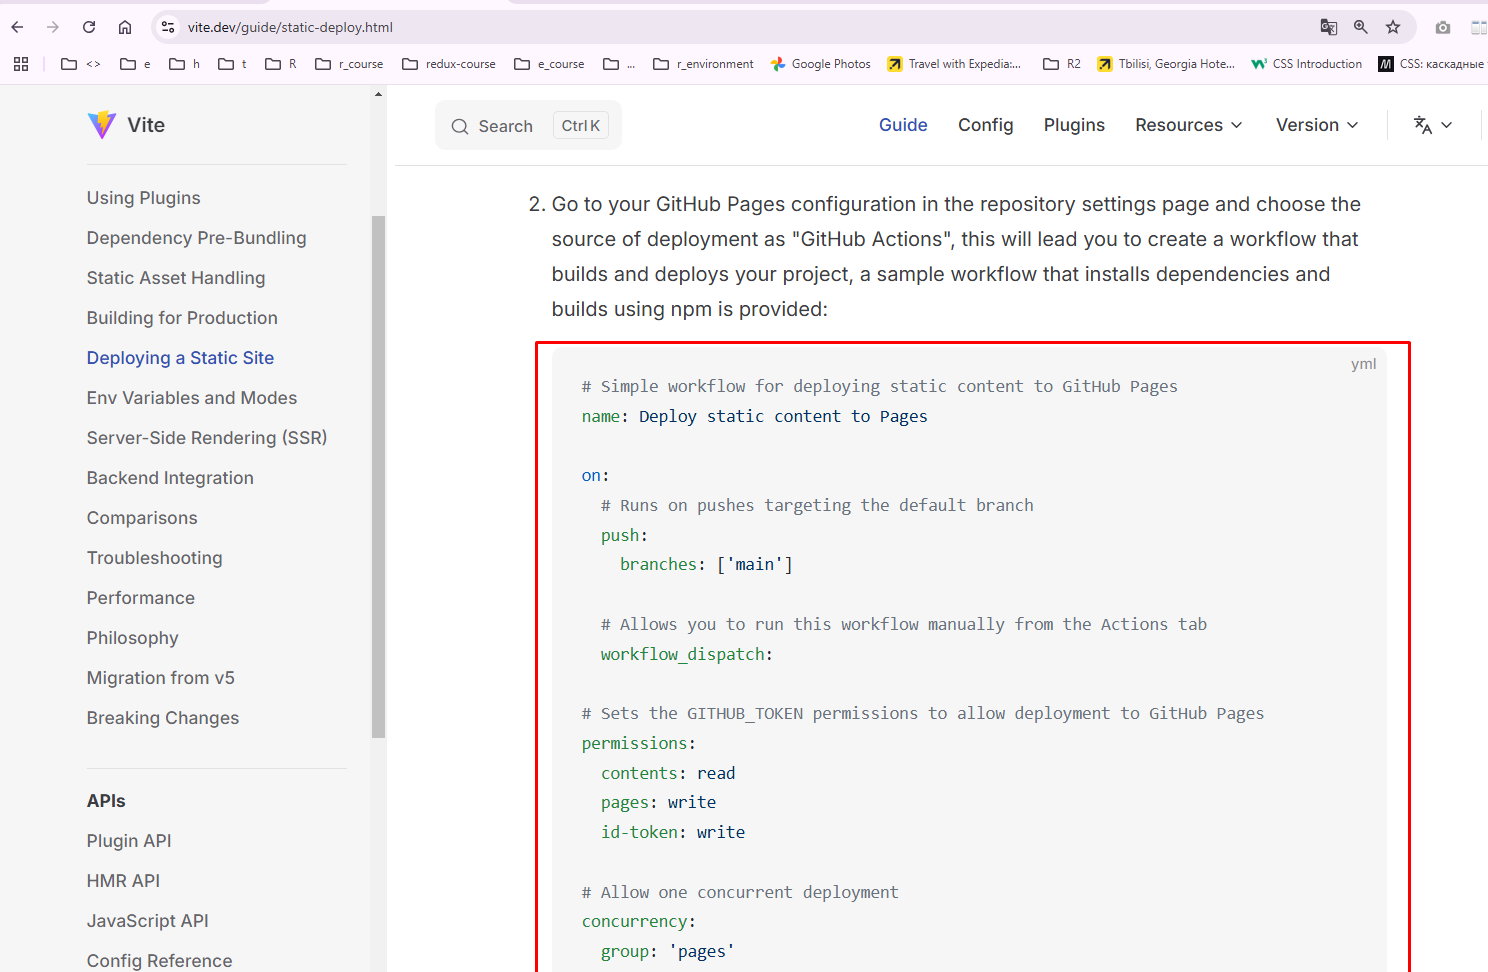 vite.dev/guide/static-deploy.html
<> e h t R r_course redux-course e_course ... r_environment Google Photos Travel with Expedia:... R2 Tbilisi, Georgia Hote... CSS Introduction CSS: каскадные
Vite
Search Ctrl K
Guide Config Plugins Resources Version
Using Plugins
Dependency Pre-Bundling
Static Asset Handling
Building for Production
Deploying a Static Site
Env Variables and Modes
Server-Side Rendering (SSR)
Backend Integration
Comparisons
Troubleshooting
Performance
Philosophy
Migration from v5
Breaking Changes
APIs
Plugin API
HMR API
JavaScript API
Config Reference
2. Go to your GitHub Pages configuration in the repository settings page and choose the
source of deployment as "GitHub Actions", this will lead you to create a workflow that
builds and deploys your project, a sample workflow that installs dependencies and
builds using npm is provided:
yml
# Simple workflow for deploying static content to GitHub Pages
name: Deploy static content to Pages
on:
# Runs on pushes targeting the default branch
push:
branches: ['main']
# Allows you to run this workflow manually from the Actions tab
workflow_dispatch:
# Sets the GITHUB_TOKEN permissions to allow deployment to GitHub Pages
permissions:
contents: read
pages: write
id-token: write
# Allow one concurrent deployment
concurrency:
group: 'pages'